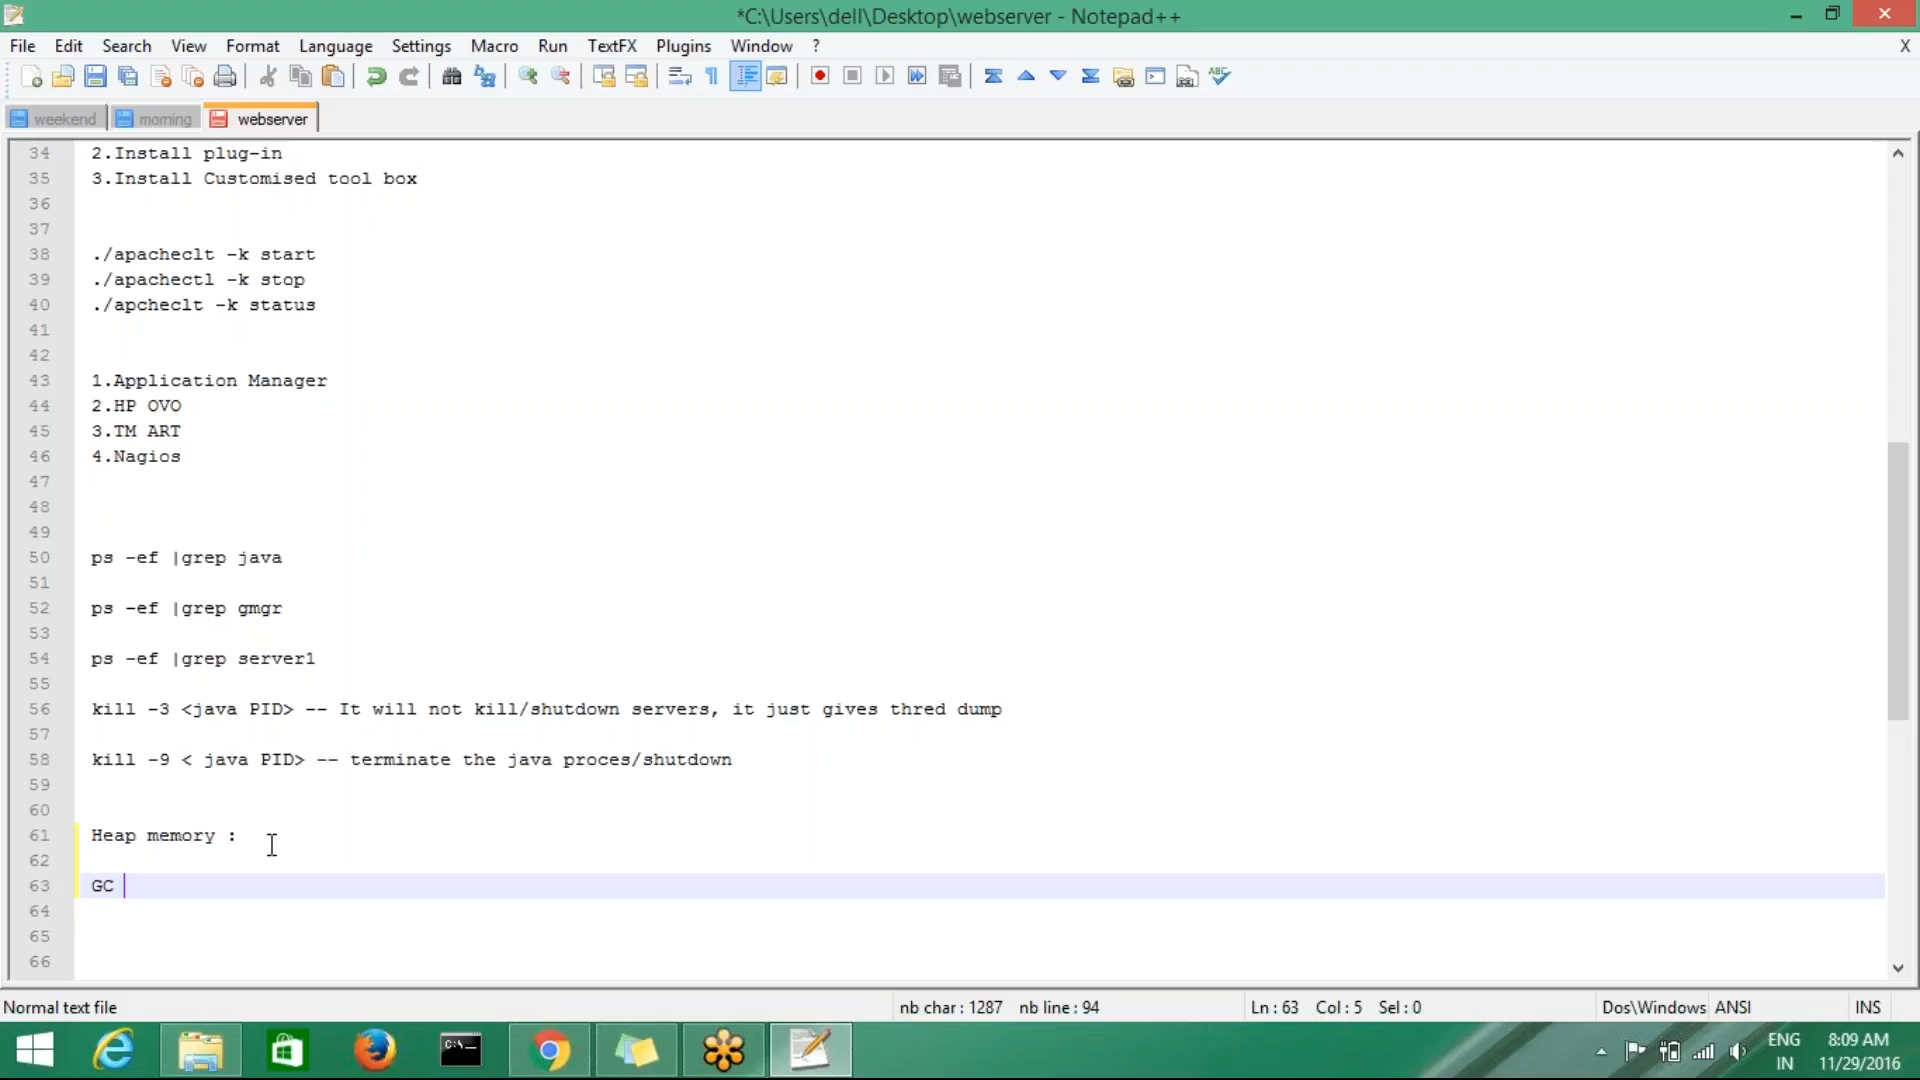 *C:\Users\dell\Desktop\webserver - Notepad++
File Edit Search View Format Language Settings Macro Run TextFX Plugins Window ? X
weekend morning webserver
34 2.Install plug-in
35 3.Install Customised tool box
36
37
38 ./apacheclt -k start
39 ./apachectl -k stop
40 ./apcheclt -k status
41
42
43 1.Application Manager
44 2.HP OVO
45 3.TM ART
46 4.Nagios
47
48
49
50 ps -ef |grep java
51
52 ps -ef |grep gmgr
53
54 ps -ef |grep server1
55
56 kill -3 <java PID> -- It will not kill/shutdown servers, it just gives thred dump
57
58 kill -9 < java PID> -- terminate the java proces/shutdown
59
60
61 Heap memory :
62
63 GC
64
65
66
Normal text file nb char : 1287 nb line : 94 Ln : 63 Col : 5 Sel : 0 Dos\Windows ANSI INS
ENG 8:09 AM
IN 11/29/2016